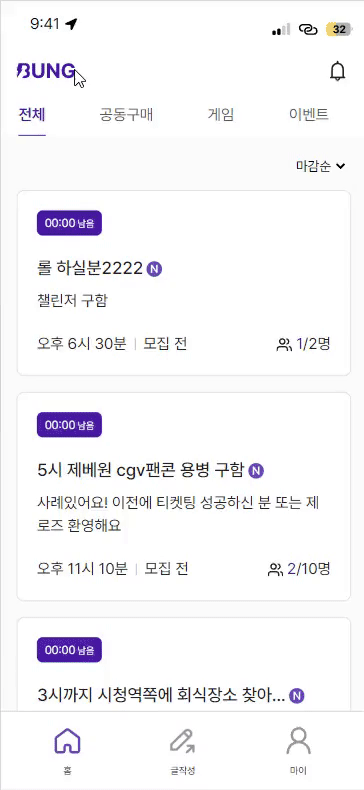 9:41
32
BUNG
전체 공동구매 게임 이벤트
마감순
00:00 남음
롤 하실분2222 N
챌린저 구함
오후 6시 30분 | 모집 전 1/2명
00:00 남음
5시 제베원 cgv팬콘 용병 구함 N
사례있어요! 이전에 티켓팅 성공하신 분 또는 제
로즈 환영해요
오후 11시 10분 | 모집 전 2/10명
00:00 남음
3시까지 시청역쪽에 회식장소 찾아... N
홈 글작성 마이